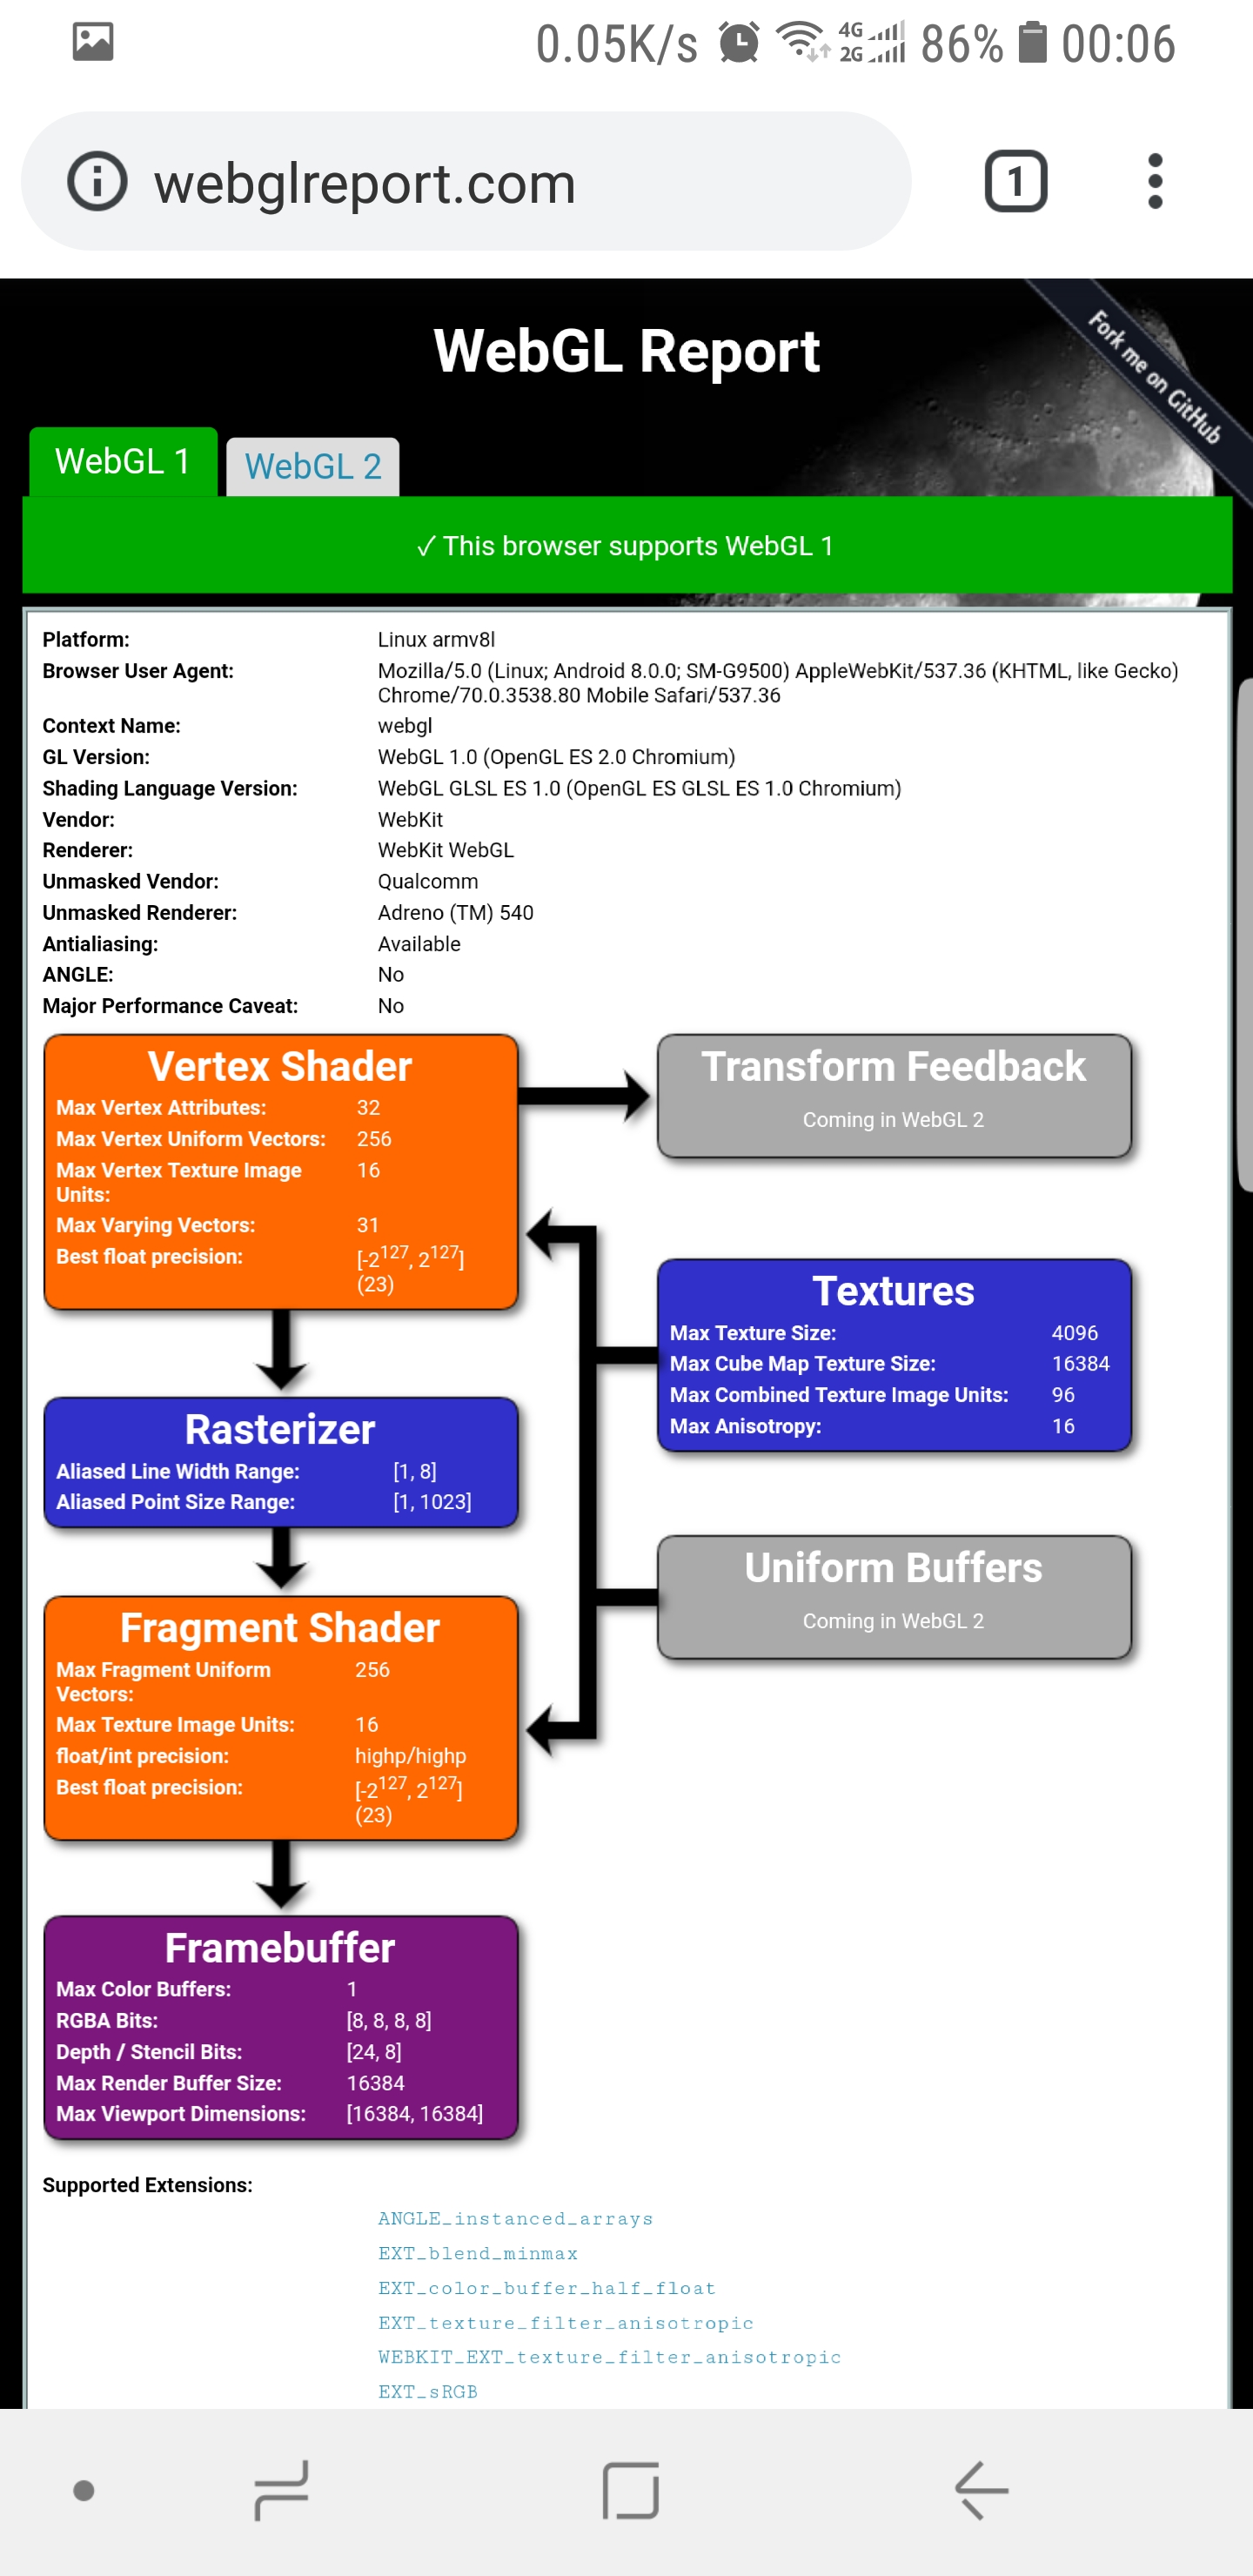 0.05K/s 4G 2G 86% 00:06
webglreport.com 1
WebGL Report
Fork me on GitHub
WebGL 1 WebGL 2
✓ This browser supports WebGL 1
Platform: Linux armv8l
Browser User Agent: Mozilla/5.0 (Linux; Android 8.0.0; SM-G9500) AppleWebKit/537.36 (KHTML, like Gecko)
Chrome/70.0.3538.80 Mobile Safari/537.36
Context Name: webgl
GL Version: WebGL 1.0 (OpenGL ES 2.0 Chromium)
Shading Language Version: WebGL GLSL ES 1.0 (OpenGL ES GLSL ES 1.0 Chromium)
Vendor: WebKit
Renderer: WebKit WebGL
Unmasked Vendor: Qualcomm
Unmasked Renderer: Adreno (TM) 540
Antialiasing: Available
ANGLE: No
Major Performance Caveat: No
Vertex Shader
Max Vertex Attributes: 32
Max Vertex Uniform Vectors: 256
Max Vertex Texture Image 16
Units:
Max Varying Vectors: 31
Best float precision: [-2^127, 2^127]
(23)
Transform Feedback
Coming in WebGL 2
Textures
Max Texture Size: 4096
Max Cube Map Texture Size: 16384
Max Combined Texture Image Units: 96
Max Anisotropy: 16
Rasterizer
Aliased Line Width Range: [1, 8]
Aliased Point Size Range: [1, 1023]
Uniform Buffers
Coming in WebGL 2
Fragment Shader
Max Fragment Uniform 256
Vectors:
Max Texture Image Units: 16
float/int precision: highp/highp
Best float precision: [-2^127, 2^127]
(23)
Framebuffer
Max Color Buffers: 1
RGBA Bits: [8, 8, 8, 8]
Depth / Stencil Bits: [24, 8]
Max Render Buffer Size: 16384
Max Viewport Dimensions: [16384, 16384]
Supported Extensions:
ANGLE_instanced_arrays
EXT_blend_minmax
EXT_color_buffer_half_float
EXT_texture_filter_anisotropic
WEBKIT_EXT_texture_filter_anisotropic
EXT_sRGB